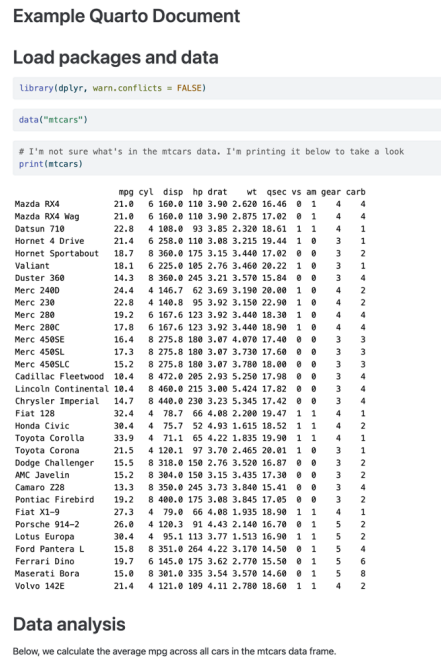 Example Quarto Document
Load packages and data
library(dplyr, warn.conflicts = FALSE)
data("mtcars")
# I'm not sure what's in the mtcars data. I'm printing it below to take a look
print(mtcars)
mpg cyl disp hp drat wt qsec vs am gear carb
Mazda RX4 21.0 6 160.0 110 3.90 2.620 16.46 0 1 4 4
Mazda RX4 Wag 21.0 6 160.0 110 3.90 2.875 17.02 0 1 4 4
Datsun 710 22.8 4 108.0 93 3.85 2.320 18.61 1 1 4 1
Hornet 4 Drive 21.4 6 258.0 110 3.08 3.215 19.44 1 0 3 1
Hornet Sportabout 18.7 8 360.0 175 3.15 3.440 17.02 0 0 3 2
Valiant 18.1 6 225.0 105 2.76 3.460 20.22 1 0 3 1
Duster 360 14.3 8 360.0 245 3.21 3.570 15.84 0 0 3 4
Merc 240D 24.4 4 146.7 62 3.69 3.190 20.00 1 0 4 2
Merc 230 22.8 4 140.8 95 3.92 3.150 22.90 1 0 4 2
Merc 280 19.2 6 167.6 123 3.92 3.440 18.30 1 0 4 4
Merc 280C 17.8 6 167.6 123 3.92 3.440 18.90 1 0 4 4
Merc 450SE 16.4 8 275.8 180 3.07 4.070 17.40 0 0 3 3
Merc 450SL 17.3 8 275.8 180 3.07 3.730 17.60 0 0 3 3
Merc 450SLC 15.2 8 275.8 180 3.07 3.780 18.00 0 0 3 3
Cadillac Fleetwood 10.4 8 472.0 205 2.93 5.250 17.98 0 0 3 4
Lincoln Continental 10.4 8 460.0 215 3.00 5.424 17.82 0 0 3 4
Chrysler Imperial 14.7 8 440.0 230 3.23 5.345 17.42 0 0 3 4
Fiat 128 32.4 4 78.7 66 4.08 2.200 19.47 1 1 4 1
Honda Civic 30.4 4 75.7 52 4.93 1.615 18.52 1 1 4 2
Toyota Corolla 33.9 4 71.1 65 4.22 1.835 19.90 1 1 4 1
Toyota Corona 21.5 4 120.1 97 3.70 2.465 20.01 1 0 3 1
Dodge Challenger 15.5 8 318.0 150 2.76 3.520 16.87 0 0 3 2
AMC Javelin 15.2 8 304.0 150 3.15 3.435 17.30 0 0 3 2
Camaro Z28 13.3 8 350.0 245 3.73 3.840 15.41 0 0 3 4
Pontiac Firebird 19.2 8 400.0 175 3.08 3.845 17.05 0 0 3 2
Fiat X1-9 27.3 4 79.0 66 4.08 1.935 18.90 1 1 4 1
Porsche 914-2 26.0 4 120.3 91 4.43 2.140 16.70 0 1 5 2
Lotus Europa 30.4 4 95.1 113 3.77 1.513 16.90 1 1 5 2
Ford Pantera L 15.8 8 351.0 264 4.22 3.170 14.50 0 1 5 4
Ferrari Dino 19.7 6 145.0 175 3.62 2.770 15.50 0 1 5 6
Maserati Bora 15.0 8 301.0 335 3.54 3.570 14.60 0 1 5 8
Volvo 142E 21.4 4 121.0 109 4.11 2.780 18.60 1 1 4 2
Data analysis
Below, we calculate the average mpg across all cars in the mtcars data frame.